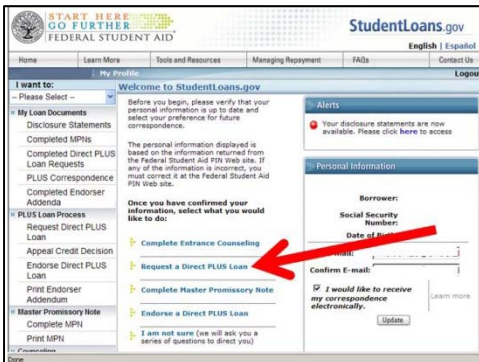 START HERE
GO FURTHER
FEDERAL STUDENT AID
StudentLoans.gov
English | Español
Home
Learn More
Tools and Resources
Managing Repayment
FAQs
Contact Us
My Profile
Logou
I want to:
-- Please Select --
My Loan Documents
Disclosure
Statements
Completed
MPNs
Completed Direct PLUS
Loan Requests
PLUS Correspondence
Completed Endorser
Addenda
PLUS Loan Process
Request Direct PLUS
Loan
Appeal Credit Decision
Endorse Direct PLUS
Loan
Print Endorser
Addendum
Master Promissory Note
Complete MPN
Print MPN
Counseling
Welcome to StudentLoans.gov
Before you begin, please verify that your
personal information is up to date and
select your preference for future
correspondence.
The personal information displayed is
based on the information returned from
the Federal Student Aid PIN Web site. If
any of the information is incorrect, you
must correct it at the Federal Student Aid
PIN Web site.
Once you have confirmed your
information, select what you would
like to do:
Complete Entrance Counseling
Request a Direct PLUS Loan
Complete Master Promissory Note
Endorse a Direct PLUS Loan
I am not sure (we will ask you a
series of questions to direct you)
Alerts
Your disclosure statements are now
available. Please click here to access
Personal Information
Borrower:
Social Security
Number:
Date of Birth
Mail:
Confirm E-mail:
I would like to receive
my correspondence
electronically.
Learn more
Update
Done